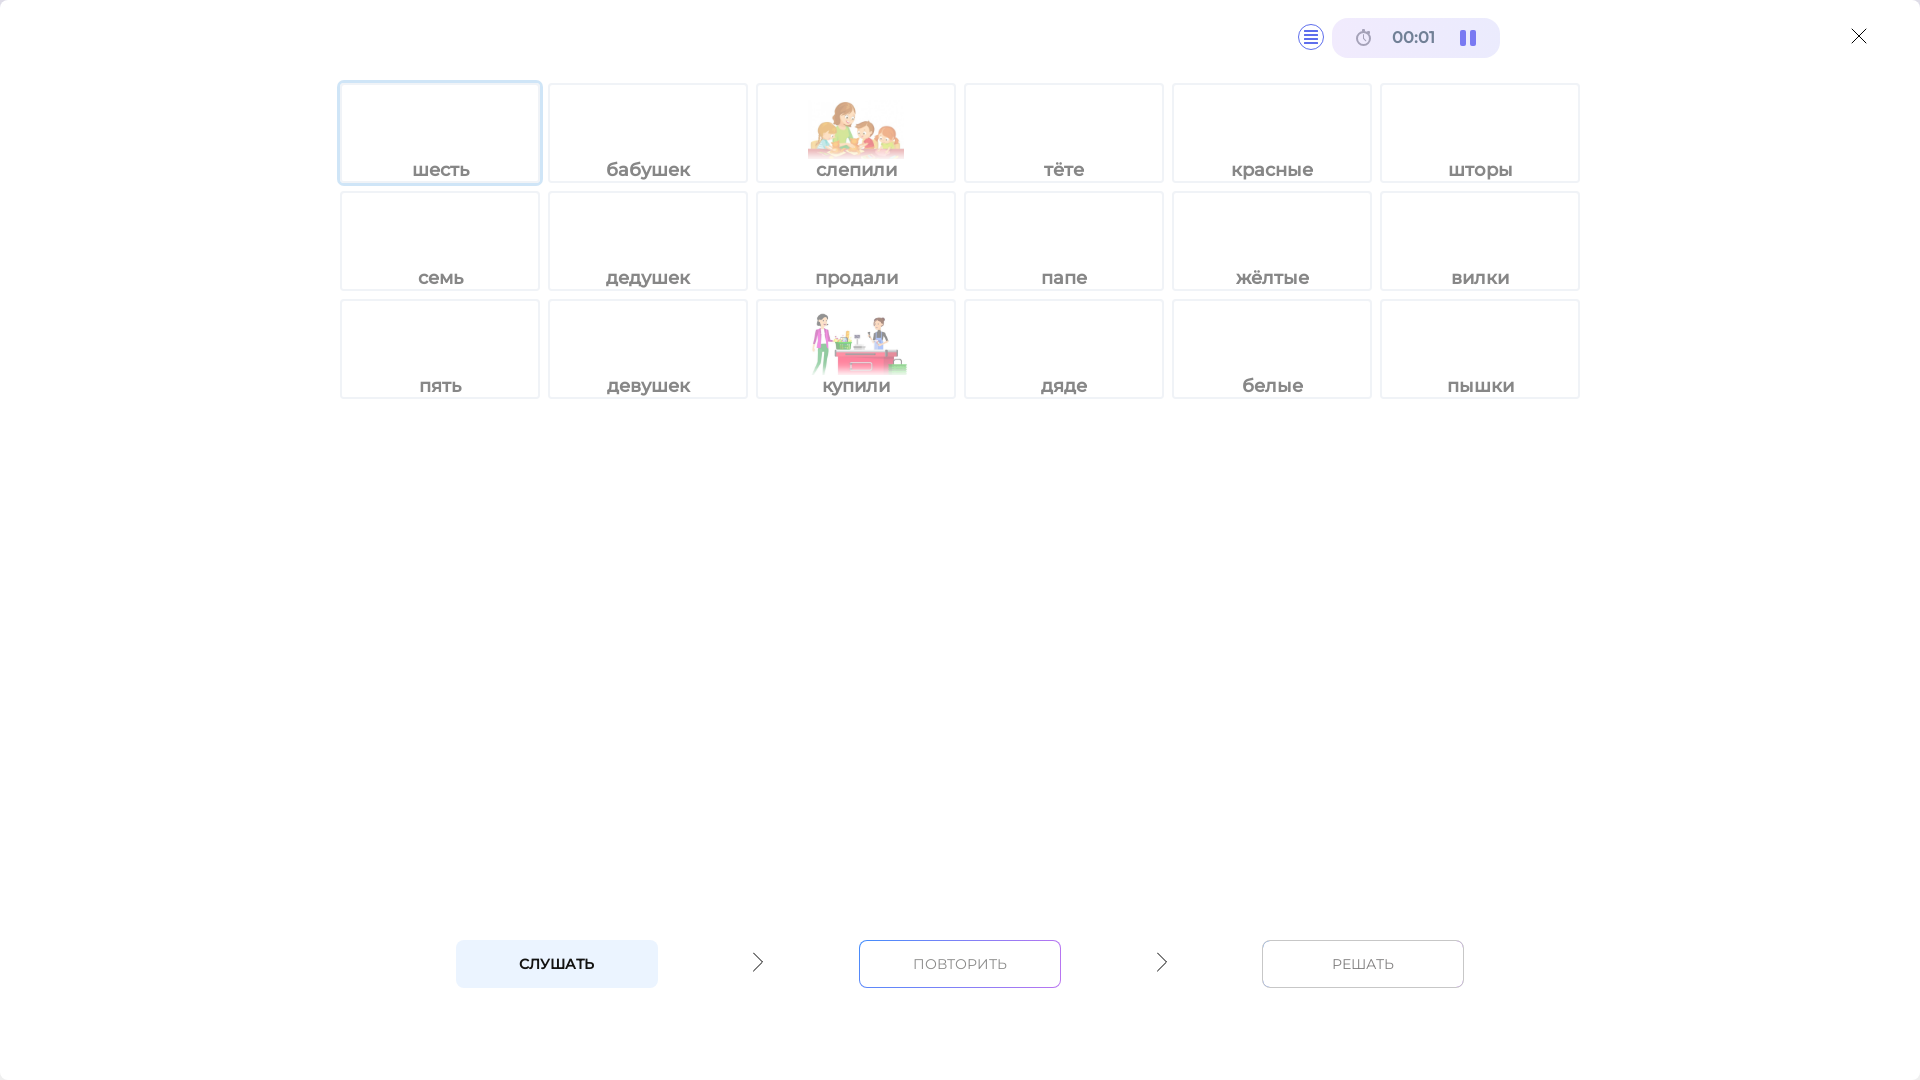 00:01
шесть бабушек слепили тёте красные шторы
семь дедушек продали папе жёлтые вилки
пять девушек купили дяде белые пышки
СЛУШАТЬ ПОВТОРИТЬ РЕШАТЬ